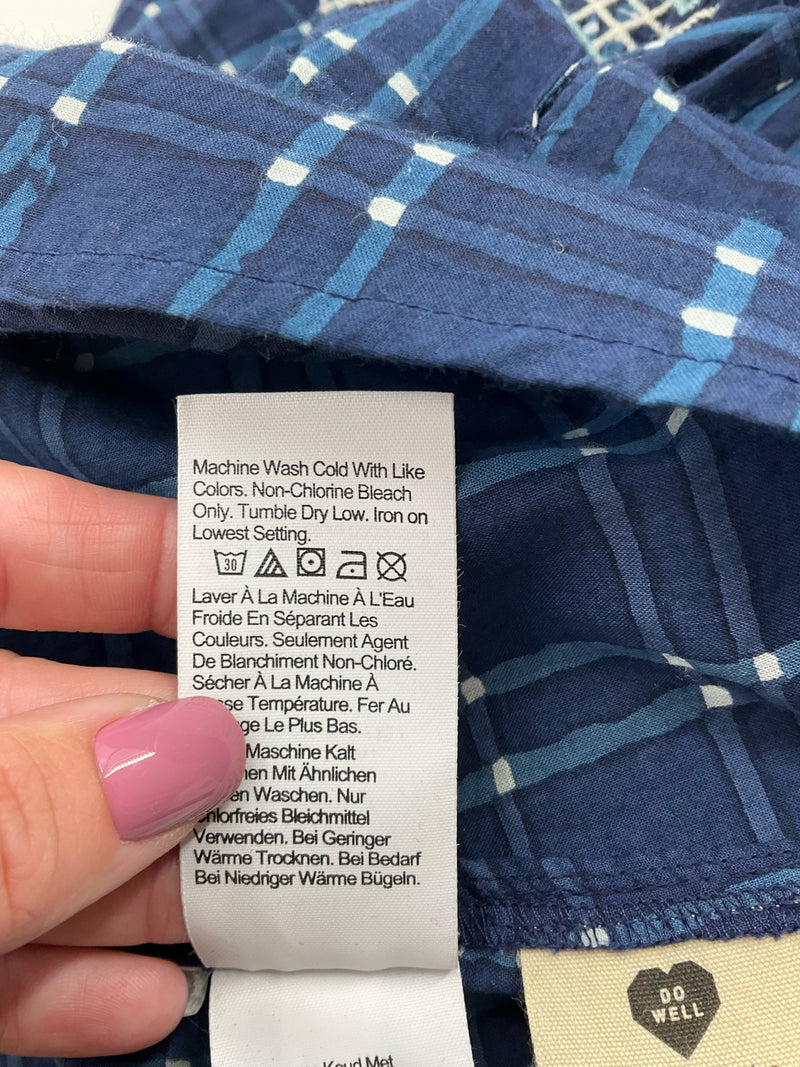 Machine Wash Cold With Like
Colors. Non-Chlorine Bleach
Only. Tumble Dry Low. Iron on
Lowest Setting.
30
Laver À La Machine À L'Eau
Froide En Séparant Les
Couleurs. Seulement Agent
De Blanchiment Non-Chloré.
Sécher À La Machine À
Température. Fer Au
Le Plus Bas.
Maschine Kalt
Mit Ähnlichen
Waschen. Nur
Chlorfreies Bleichmittel
Verwenden. Bei Geringer
Wärme Trocknen. Bei Bedarf
Bei Niedriger Wärme Bügeln.
Koud Met
DO
WELL